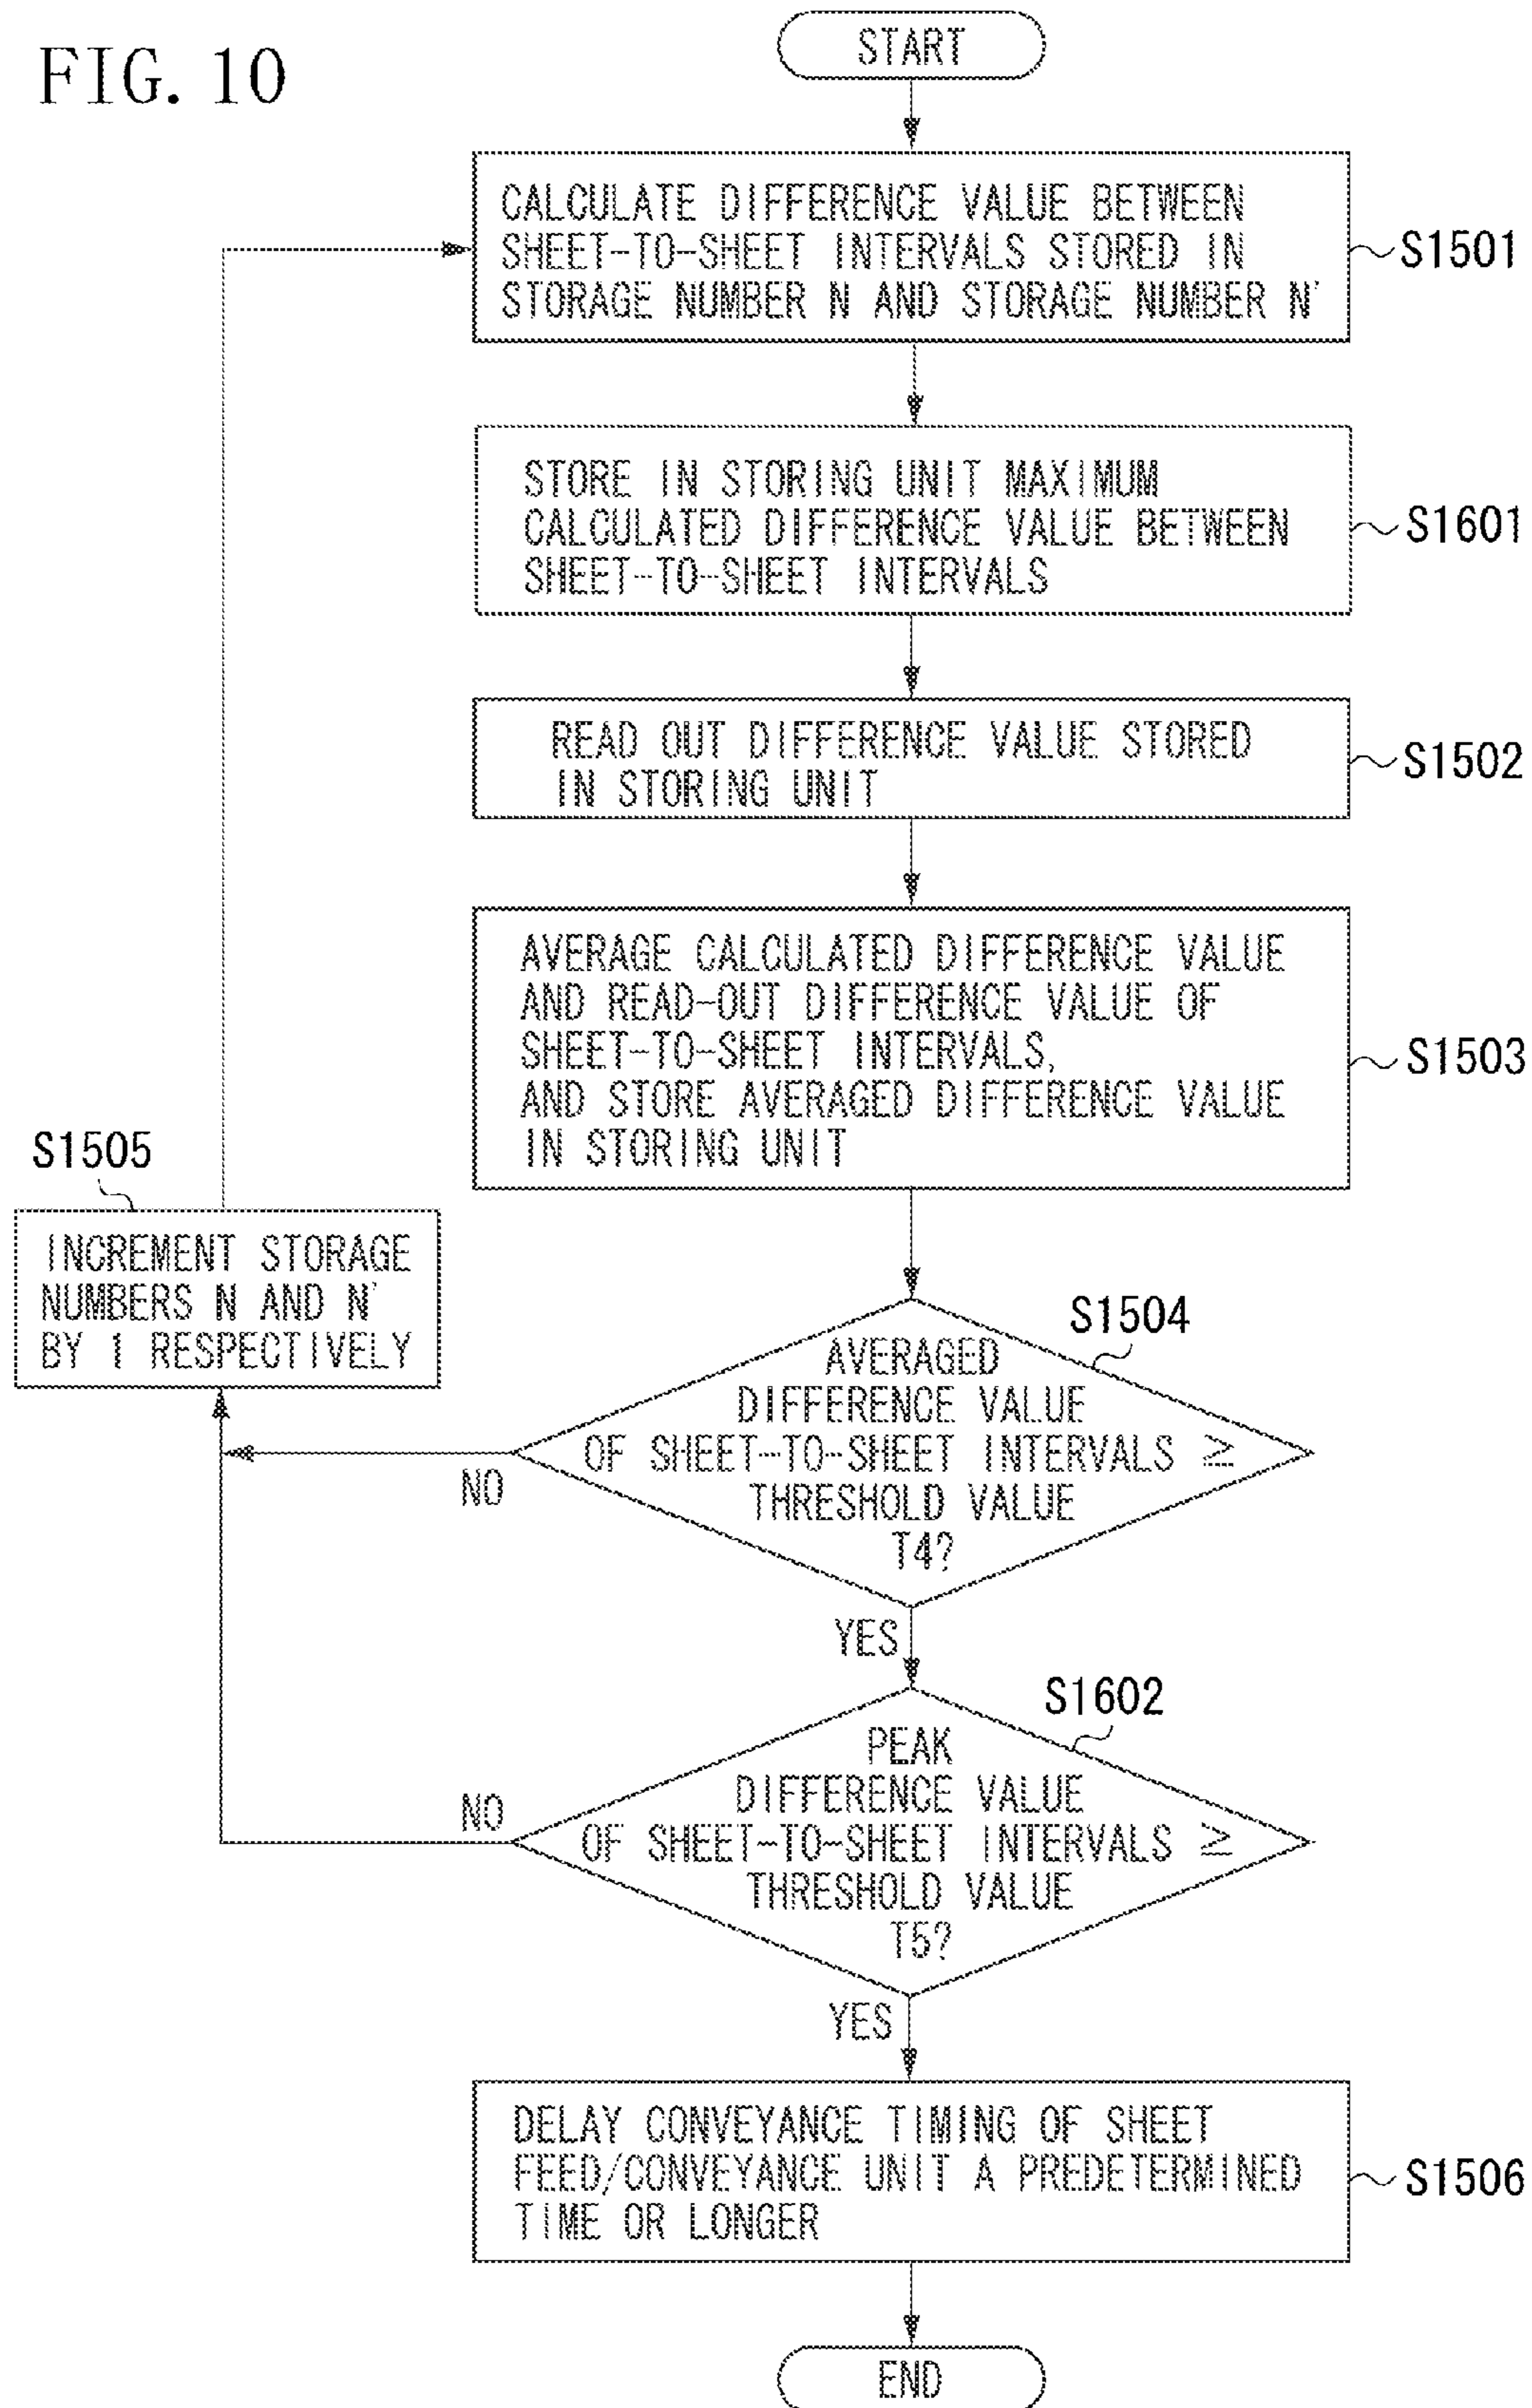 FIG. 10
START
CALCULATE DIFFERENCE VALUE BETWEEN
SHEET-TO-SHEET INTERVALS STORED IN
STORAGE NUMBER N AND STORAGE NUMBER N'
S1501
STORE IN STORING UNIT MAXIMUM
CALCULATED DIFFERENCE VALUE BETWEEN
SHEET-TO-SHEET INTERVALS
S1601
READ OUT DIFFERENCE VALUE STORED
IN STORING UNIT
S1502
AVERAGE CALCULATED DIFFERENCE VALUE
AND READ-OUT DIFFERENCE VALUE OF
SHEET-TO-SHEET INTERVALS,
AND STORE AVERAGED DIFFERENCE VALUE
IN STORING UNIT
S1503
S1505
INCREMENT STORAGE
NUMBERS N AND N'
BY 1 RESPECTIVELY
S1504
AVERAGED
DIFFERENCE VALUE
OF SHEET-TO-SHEET INTERVALS ≥
THRESHOLD VALUE
T4?
NO
YES
S1602
PEAK
DIFFERENCE VALUE
OF SHEET-TO-SHEET INTERVALS ≥
THRESHOLD VALUE
T5?
NO
YES
DELAY CONVEYANCE TIMING OF SHEET
FEED/CONVEYANCE UNIT A PREDETERMINED
TIME OR LONGER
S1506
END